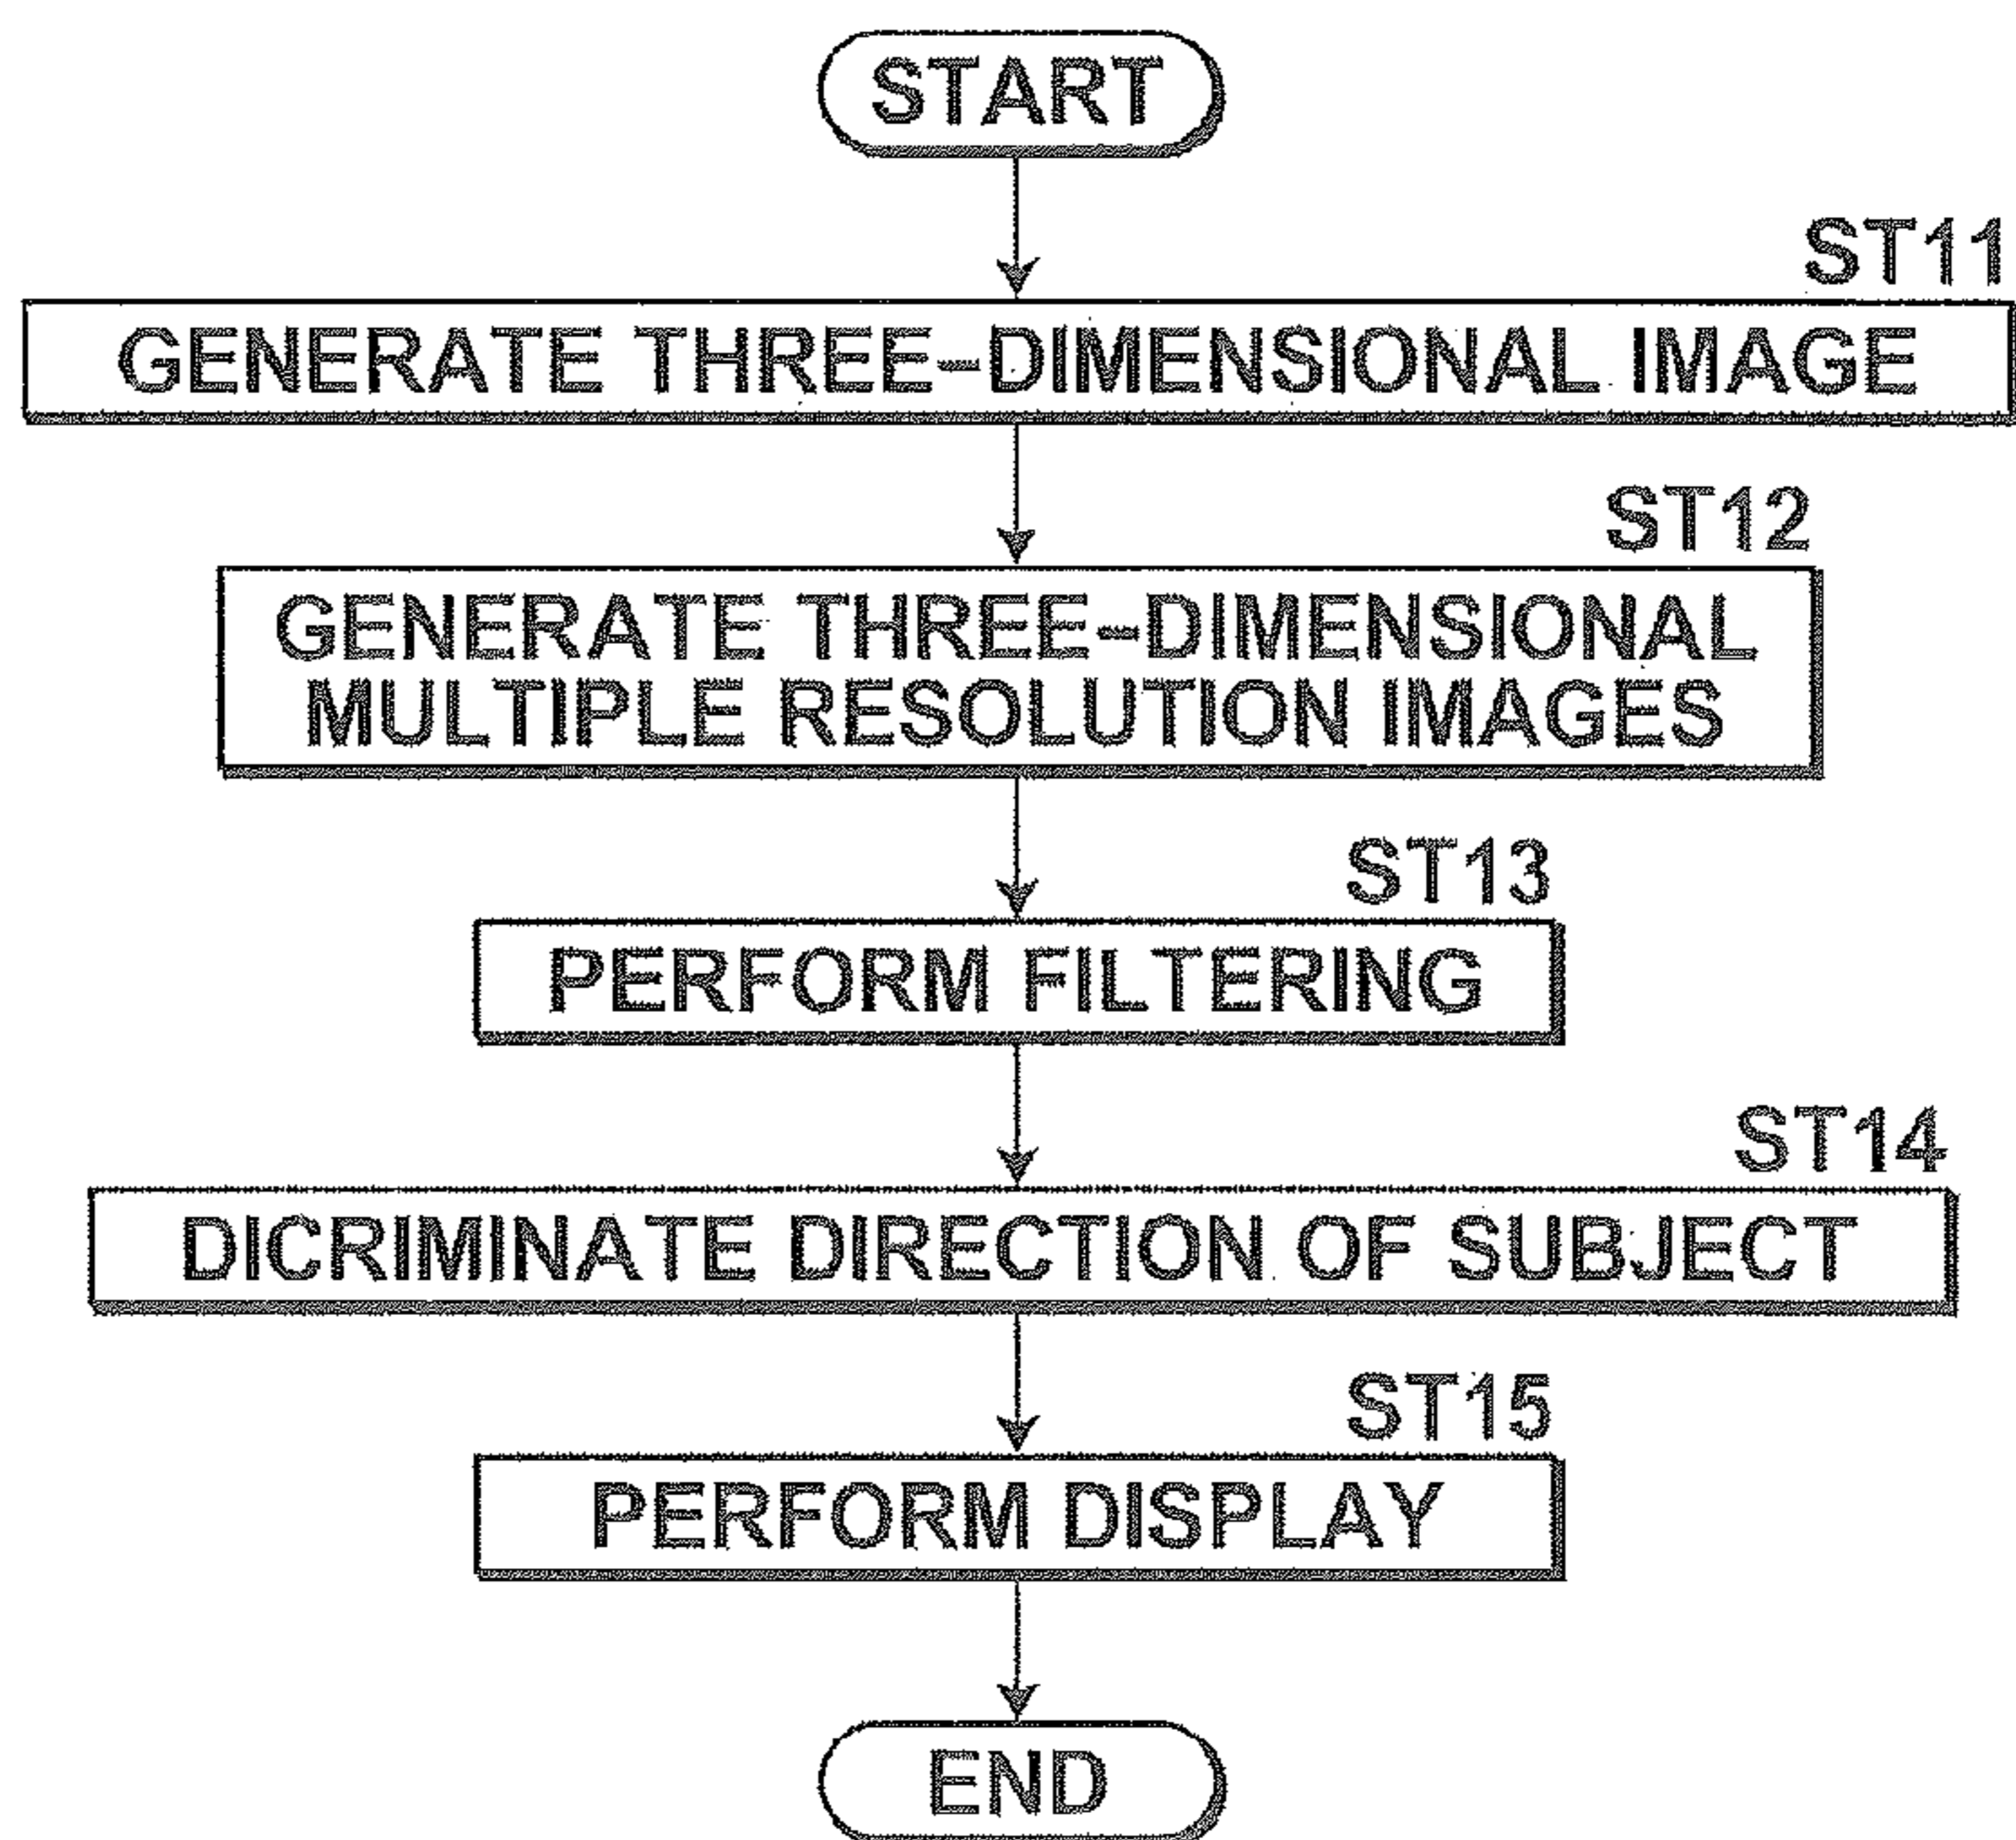 START
ST11
GENERATE THREE-DIMENSIONAL IMAGE
ST12
GENERATE THREE-DIMENSIONAL
MULTIPLE RESOLUTION IMAGES
ST13
PERFORM FILTERING
ST14
DICRIMINATE DIRECTION OF SUBJECT
ST15
PERFORM DISPLAY
END